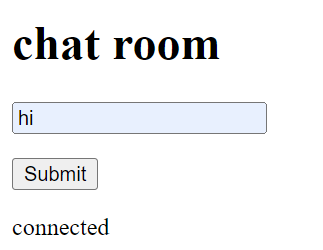 chat room
hi
Submit
connected